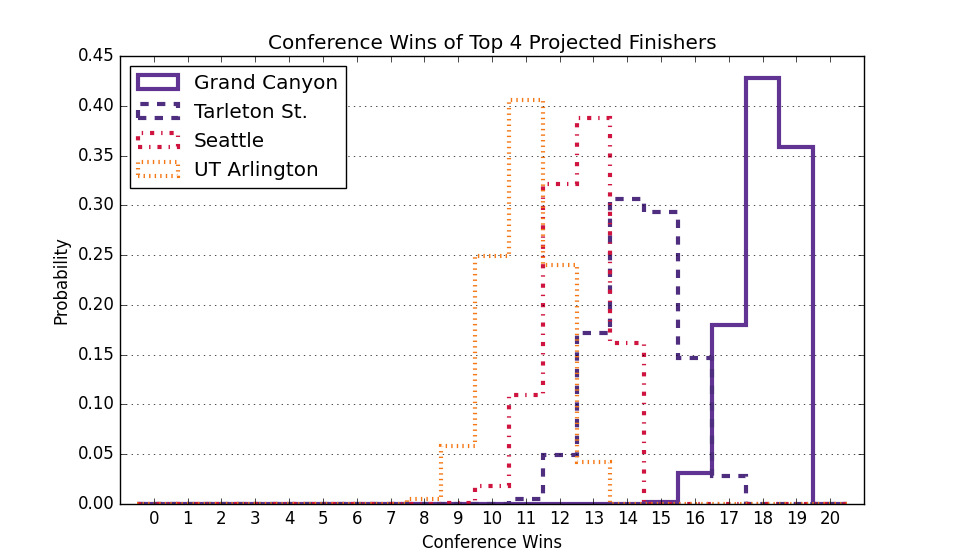 Conference Wins of Top 4 Projected Finishers
Grand Canyon
Tarleton St.
Seattle
UT Arlington
Probability
0.45
0.40
0.35
0.30
0.25
0.20
0.15
0.10
0.05
0.00
0 1 2 3 4 5 6 7 8 9 10 11 12 13 14 15 16 17 18 19 20
Conference Wins